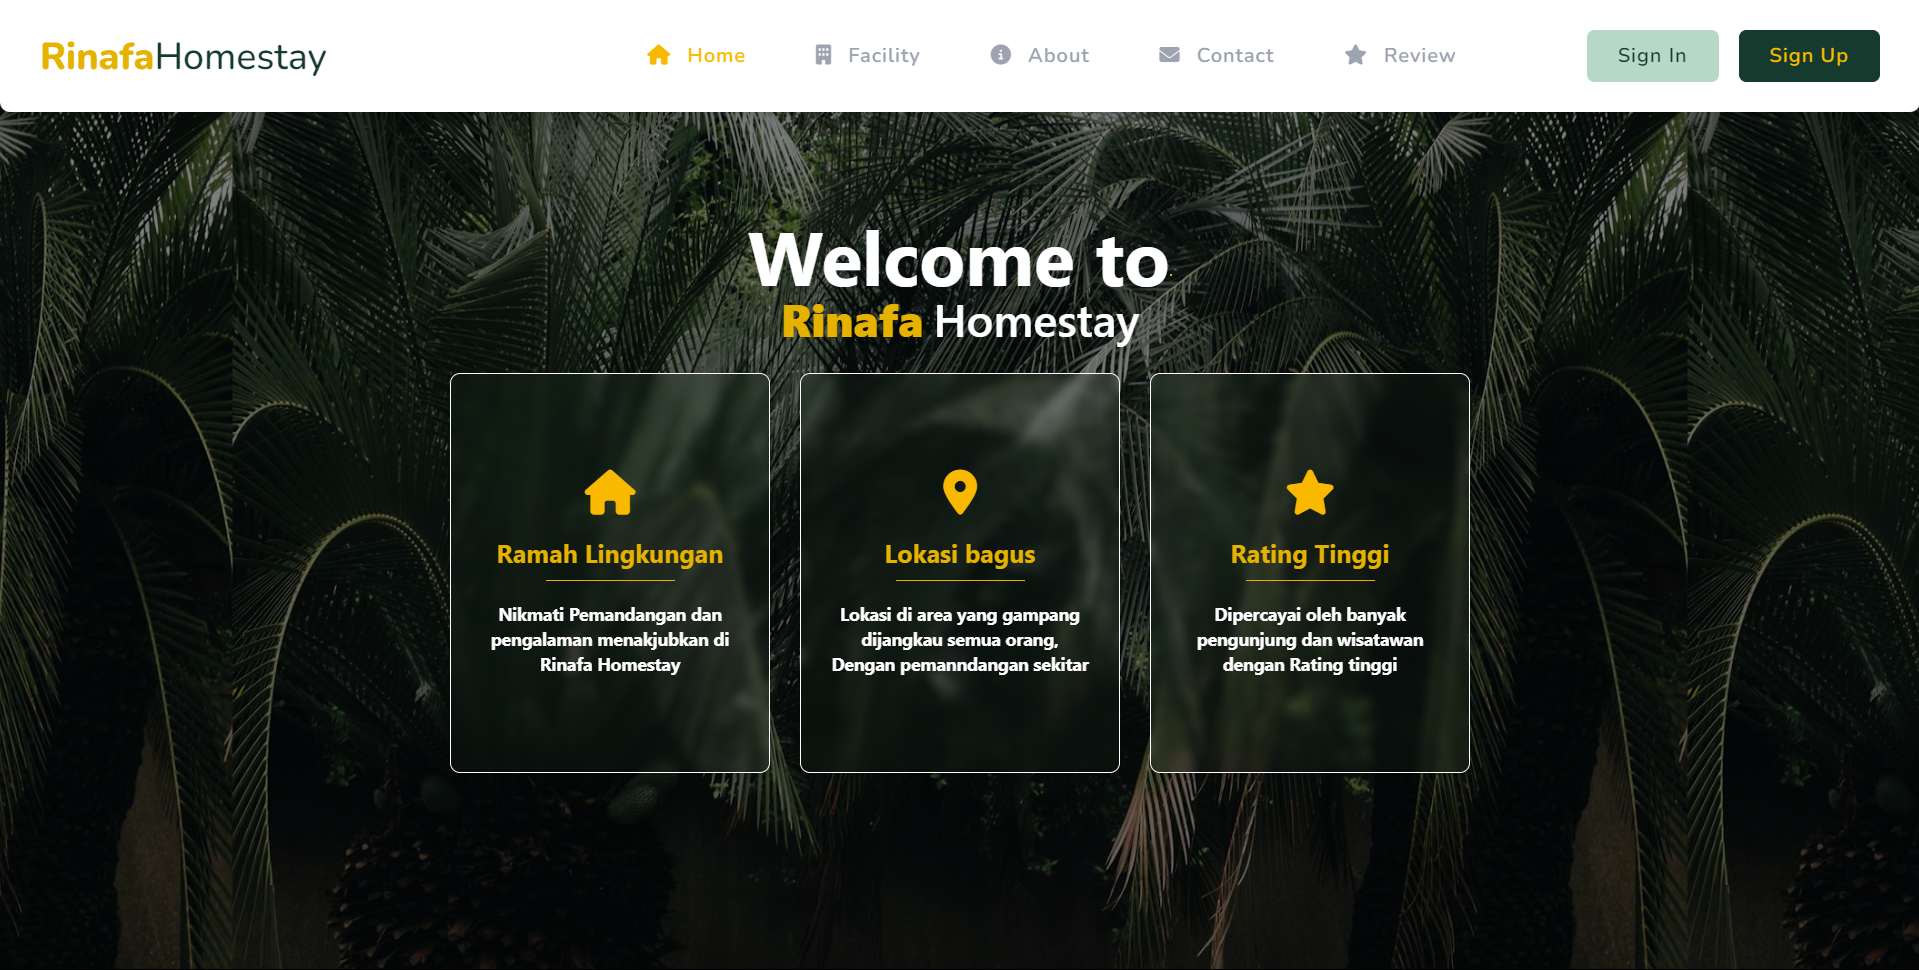 RinafaHomestay
Home
Facility
About
Contact
Review
Sign In
Sign Up
Welcome to
Rinafa Homestay
Ramah Lingkungan
Nikmati Pemandangan dan
pengalaman menakjubkan di
Rinafa Homestay
Lokasi bagus
Lokasi di area yang gampang
dijangkau semua orang,
Dengan pemanndangan sekitar
Rating Tinggi
Dipercayai oleh banyak
pengunjung dan wisatawan
dengan Rating tinggi